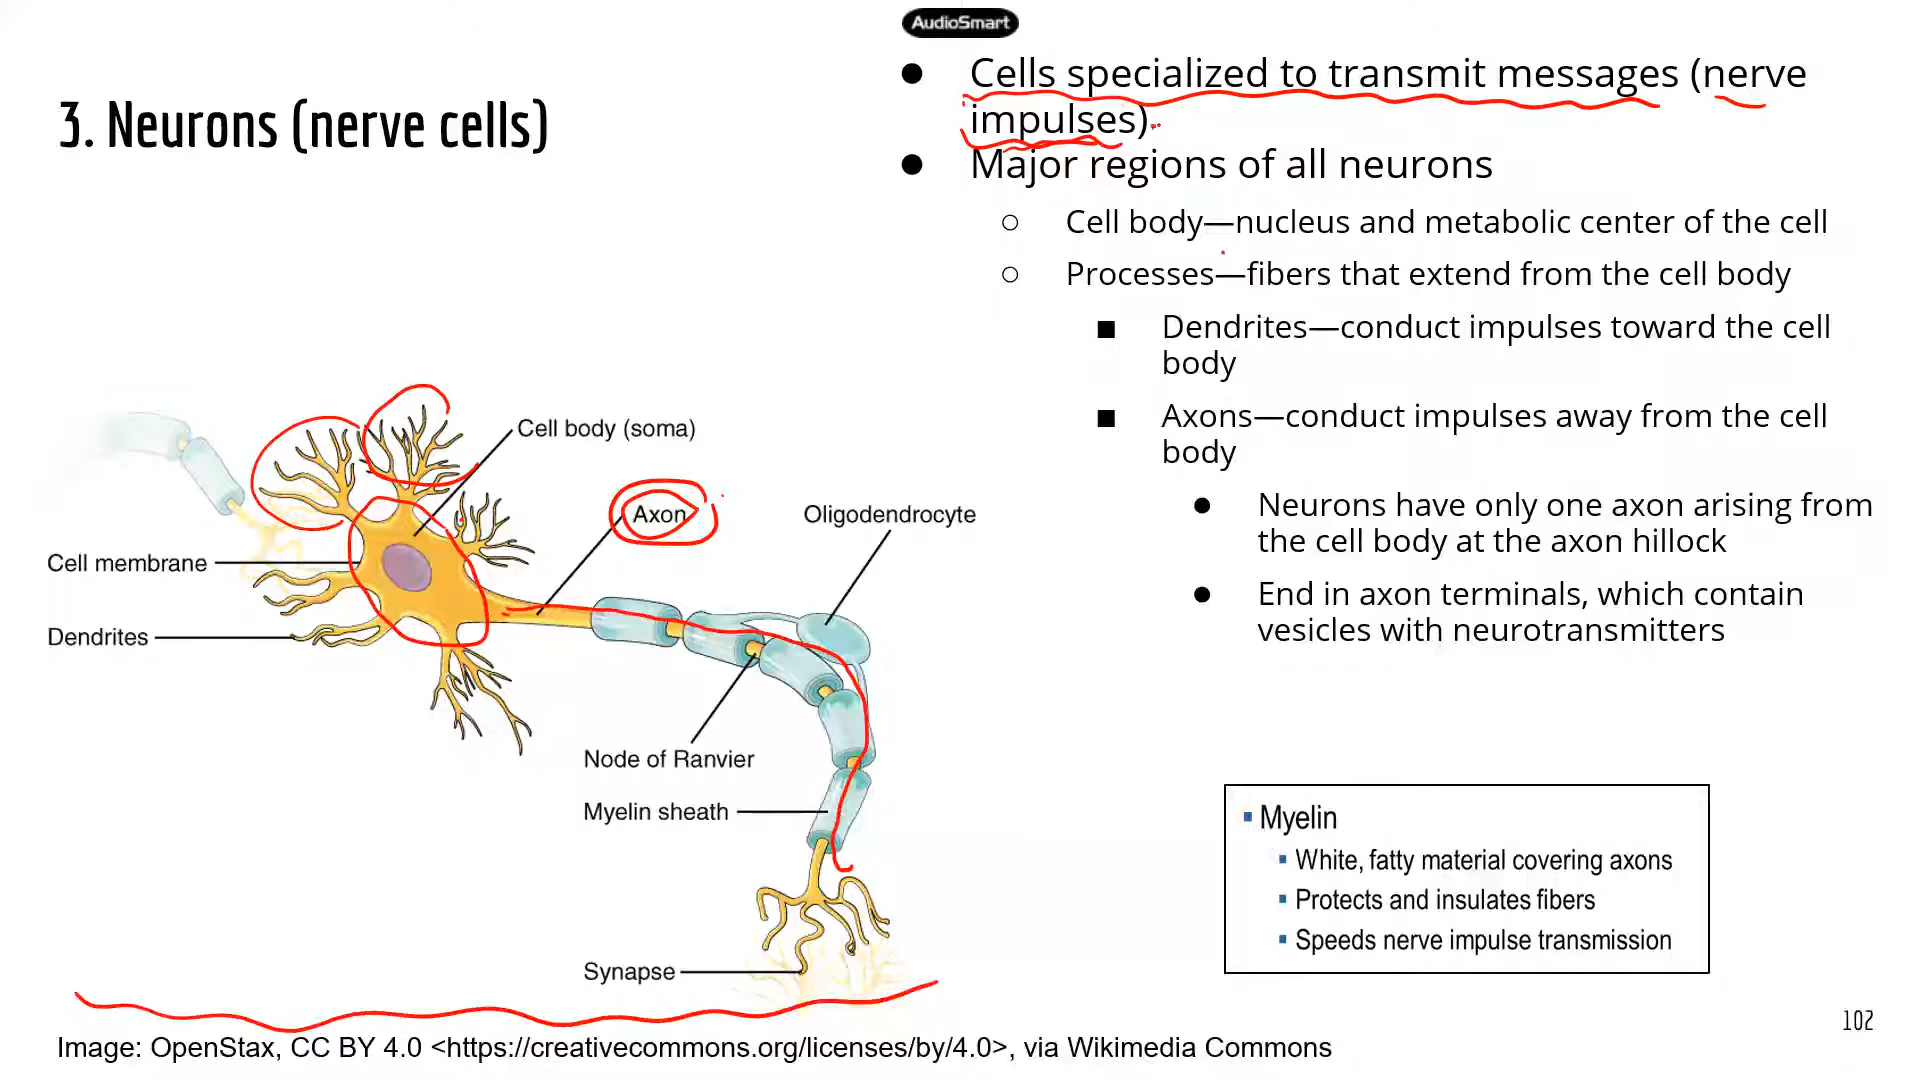 AudioSmart
3. Neurons (nerve cells)
● Cells specialized to transmit messages (nerve
impulses)
● Major regions of all neurons
○ Cell body—nucleus and metabolic center of the cell
○ Processes—fibers that extend from the cell body
■ Dendrites—conduct impulses toward the cell
body
■ Axons—conduct impulses away from the cell
body
● Neurons have only one axon arising from
the cell body at the axon hillock
● End in axon terminals, which contain
vesicles with neurotransmitters
Cell body (soma)
Axon
Oligodendrocyte
Cell membrane
Dendrites
Node of Ranvier
Myelin sheath
Synapse
▪ Myelin
▪ White, fatty material covering axons
▪ Protects and insulates fibers
▪ Speeds nerve impulse transmission
102
Image: OpenStax, CC BY 4.0 <https://creativecommons.org/licenses/by/4.0>, via Wikimedia Commons